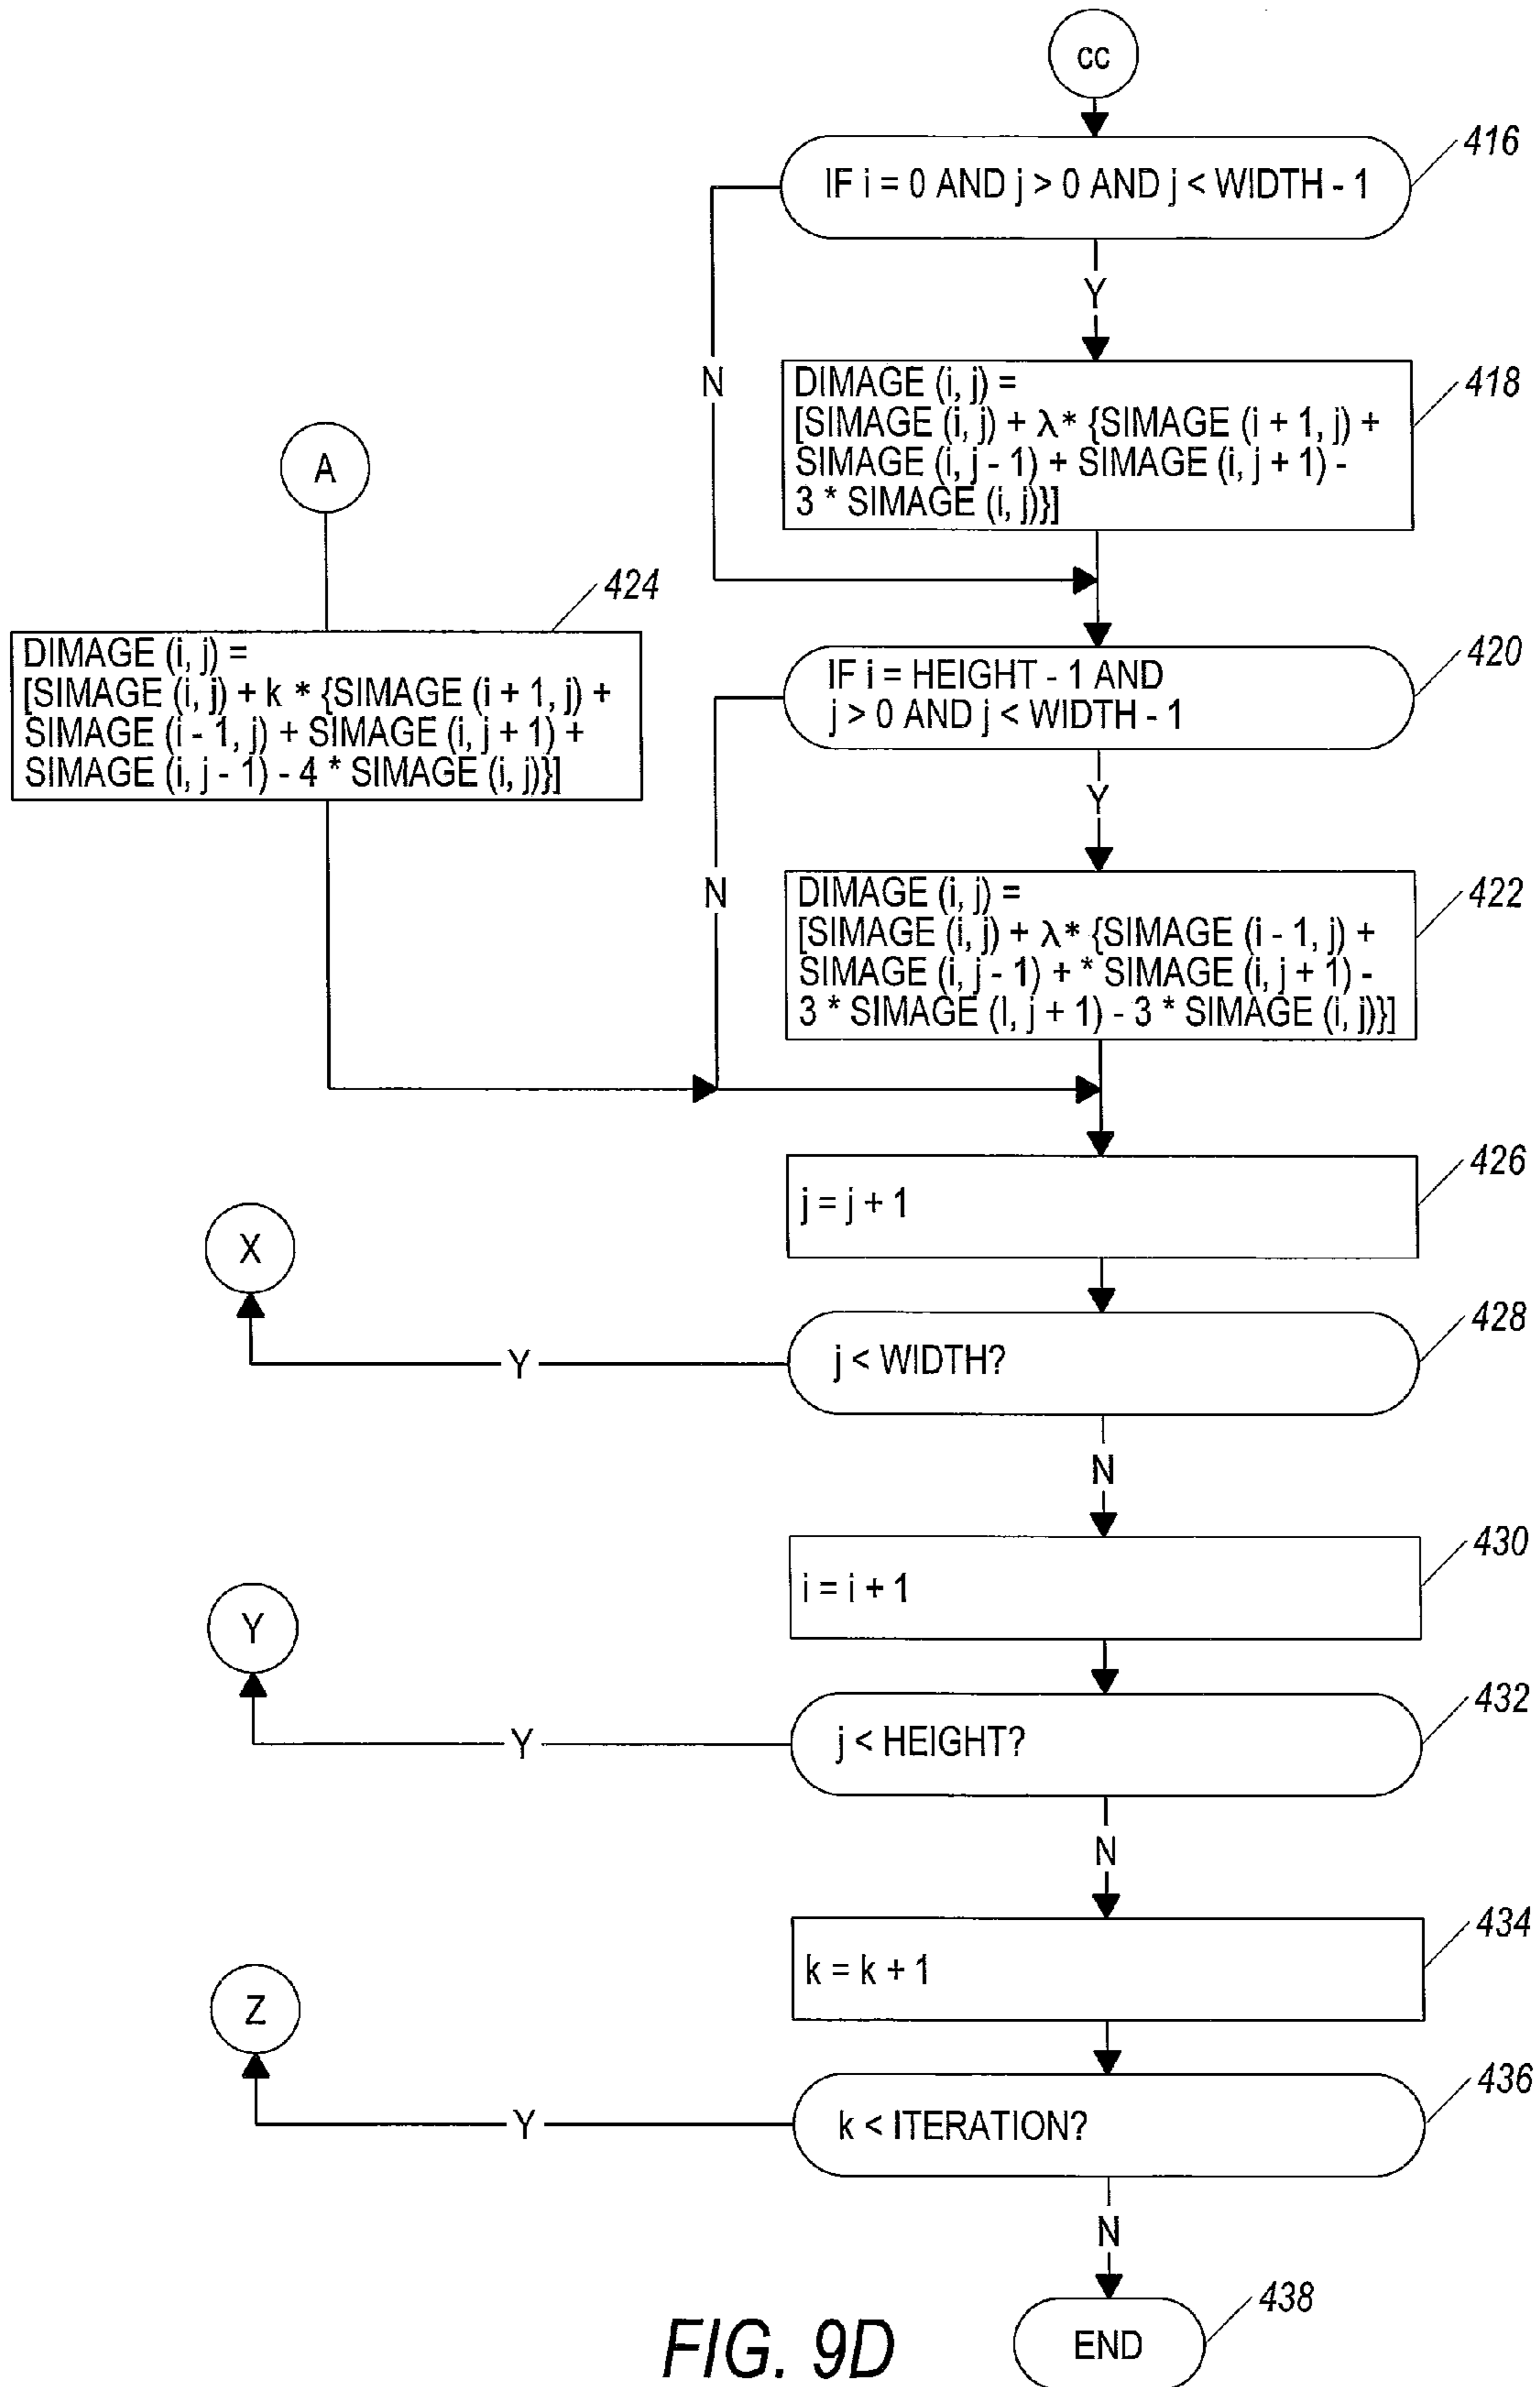 cc
416
IF i = 0 AND j > 0 AND j < WIDTH - 1
Y
N
418
DIMAGE (i, j) =
[SIMAGE (i, j) + λ* {SIMAGE (i + 1, j) +
SIMAGE (i, j - 1) + SIMAGE (i, j + 1) -
3 * SIMAGE (i, j)}]
A
424
DIMAGE (i, j) =
[SIMAGE (i, j) + k * {SIMAGE (i + 1, j) +
SIMAGE (i - 1, j) + SIMAGE (i, j + 1) +
SIMAGE (i, j - 1) - 4 * SIMAGE (i, j)}]
420
IF i = HEIGHT - 1 AND
j > 0 AND j < WIDTH - 1
Y
N
422
DIMAGE (i, j) =
[SIMAGE (i, j) + λ* {SIMAGE (i - 1, j) +
SIMAGE (i, j - 1) + * SIMAGE (i, j + 1) -
3 * SIMAGE (I, j + 1) - 3 * SIMAGE (i, j)}]
426
j = j + 1
X
428
j < WIDTH?
Y
N
430
i = i + 1
Y
432
j < HEIGHT?
Y
N
434
k = k + 1
Z
436
k < ITERATION?
Y
N
438
END
FIG. 9D